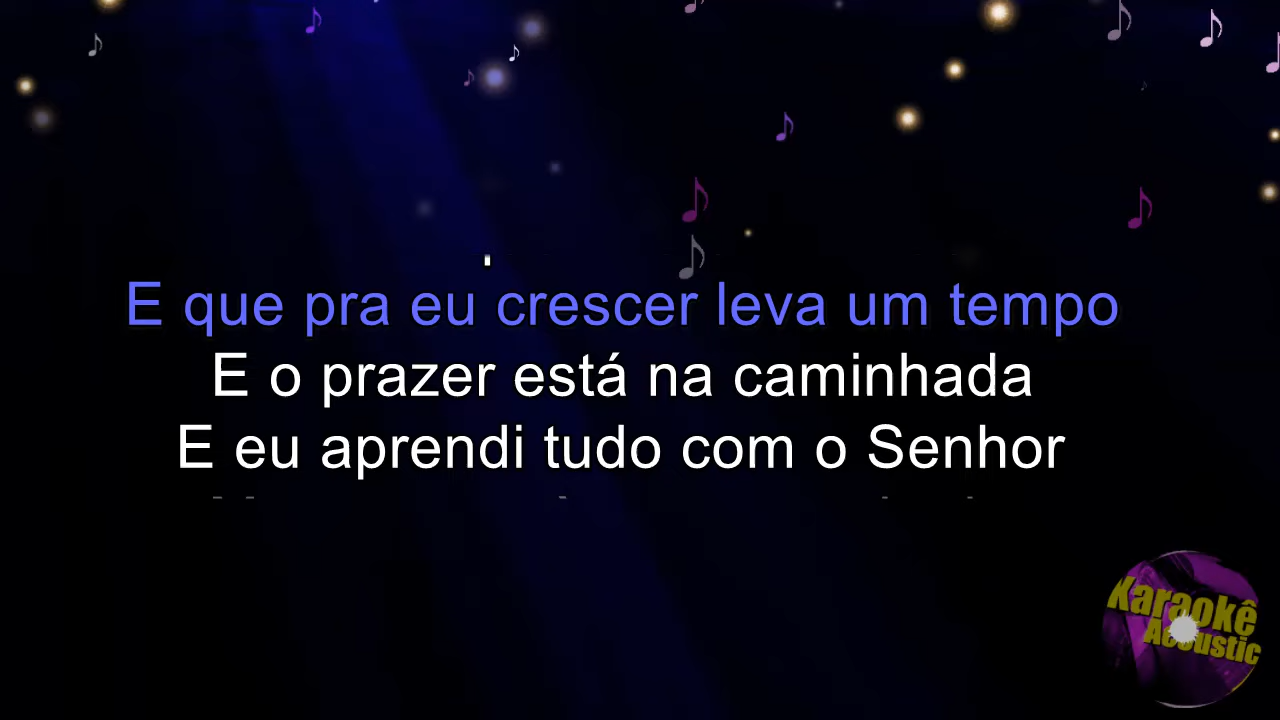 E que pra eu crescer leva um tempo
E o prazer está na caminhada
E eu aprendi tudo com o Senhor
Karaokê
Acoustic